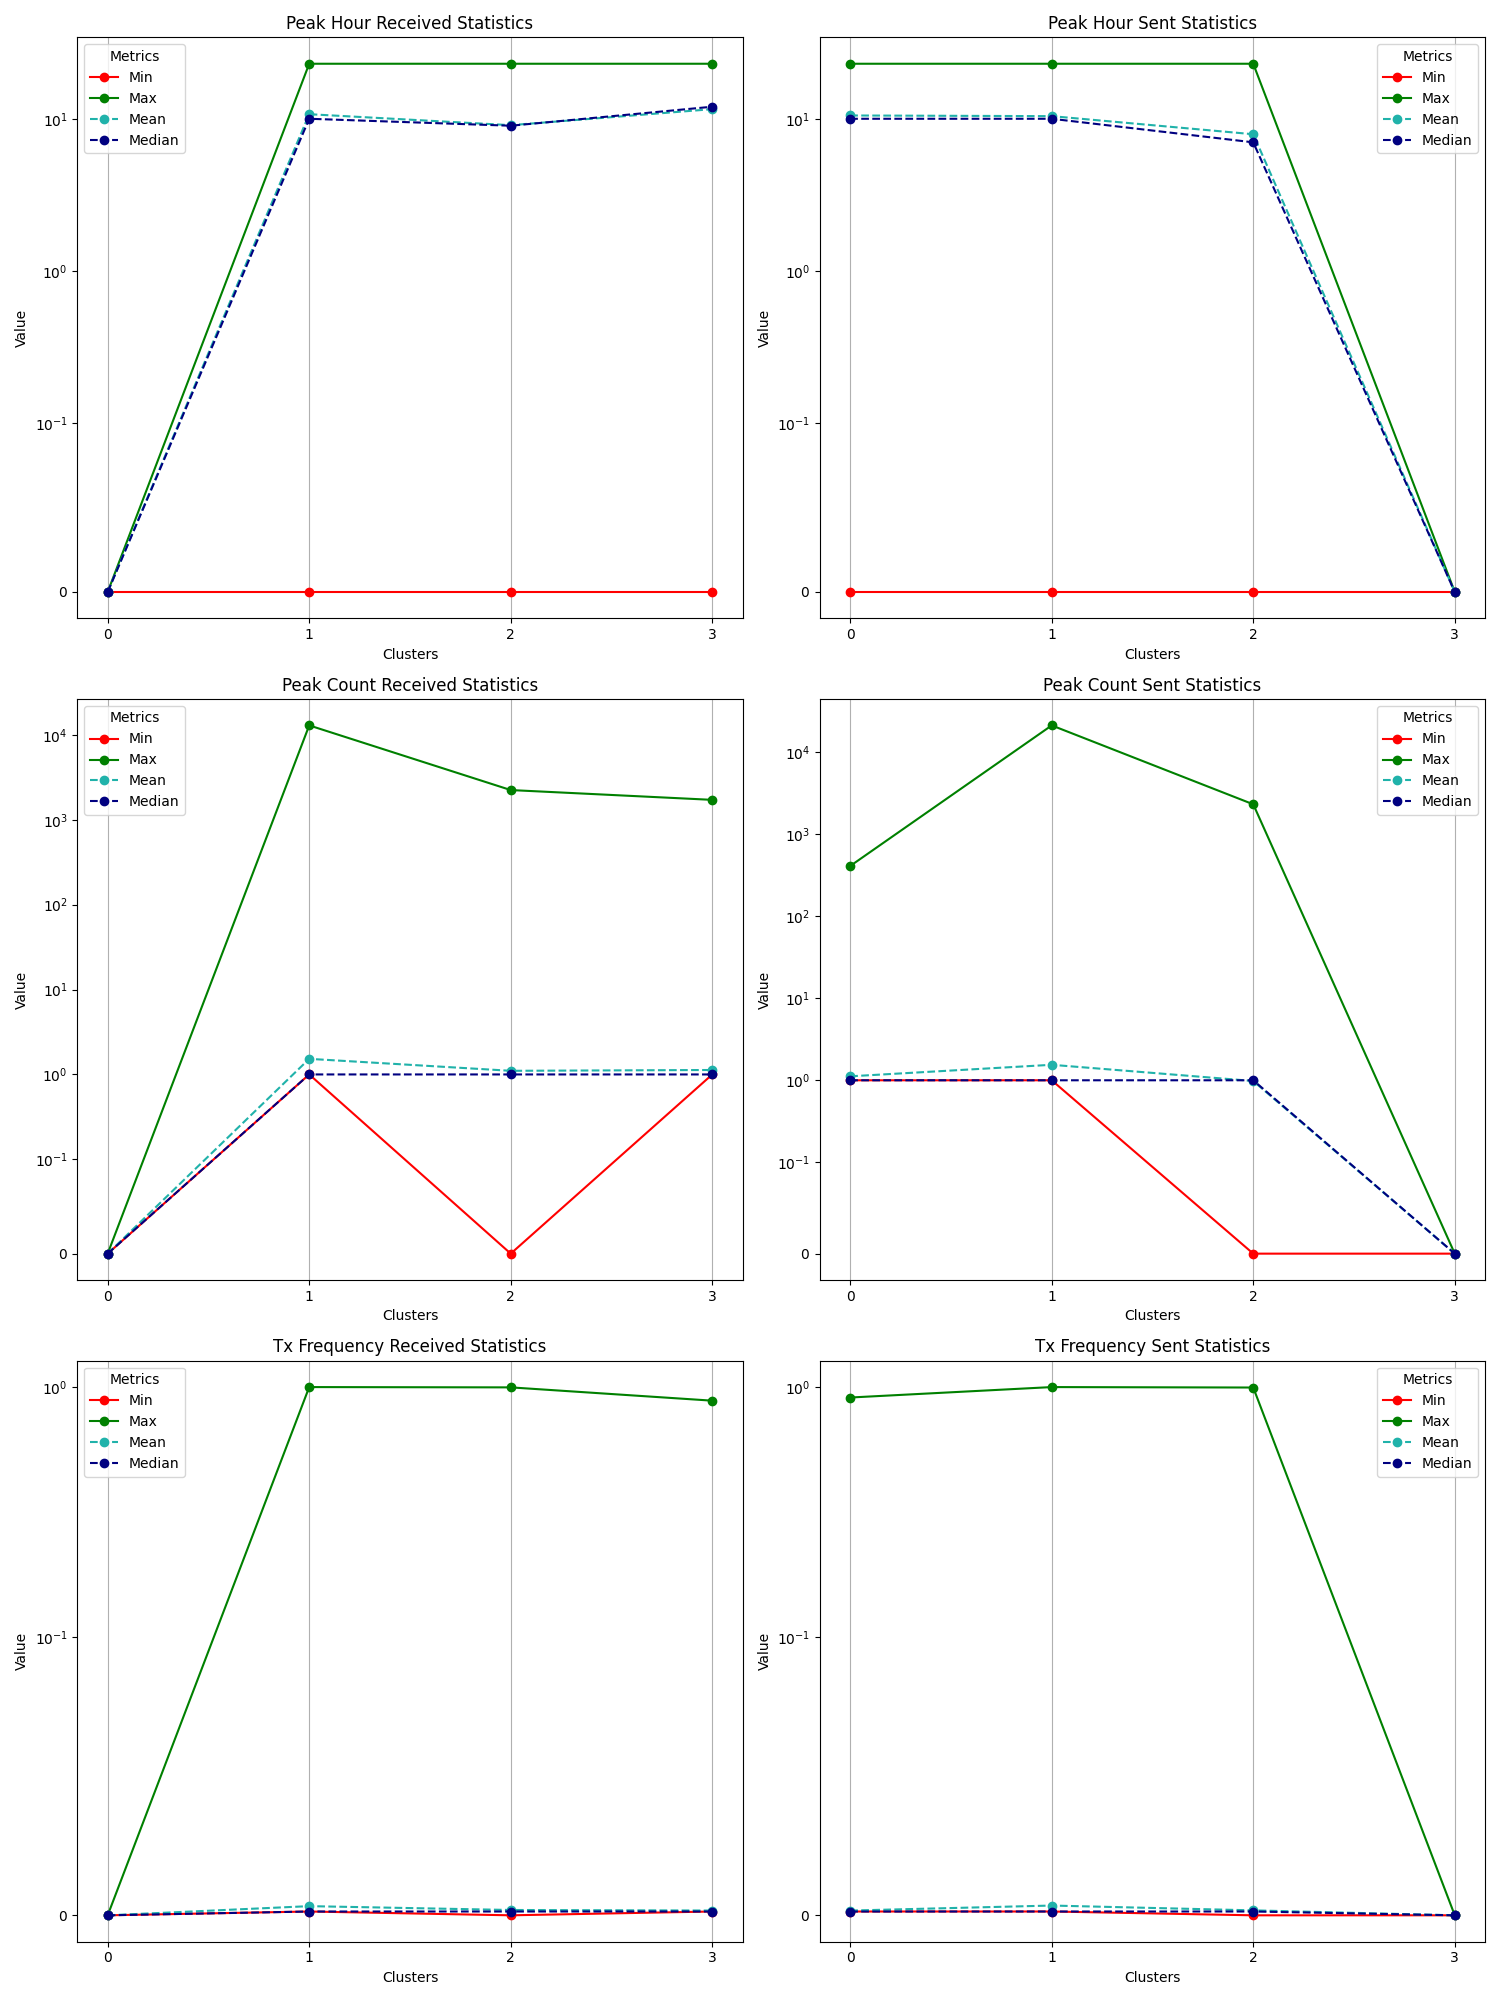 Peak Hour Received Statistics
Metrics
Min
Max
Mean
Median
Value
10¹
10⁰
10⁻¹
0
0 1 2 3
Clusters
Peak Hour Sent Statistics
Metrics
Min
Max
Mean
Median
Value
10¹
10⁰
10⁻¹
0
0 1 2 3
Clusters
Peak Count Received Statistics
Metrics
Min
Max
Mean
Median
Value
10⁴
10³
10²
10¹
10⁰
10⁻¹
0
0 1 2 3
Clusters
Peak Count Sent Statistics
Metrics
Min
Max
Mean
Median
Value
10⁴
10³
10²
10¹
10⁰
10⁻¹
0
0 1 2 3
Clusters
Tx Frequency Received Statistics
Metrics
Min
Max
Mean
Median
Value
10⁰
10⁻¹
0
0 1 2 3
Clusters
Tx Frequency Sent Statistics
Metrics
Min
Max
Mean
Median
Value
10⁰
10⁻¹
0
0 1 2 3
Clusters